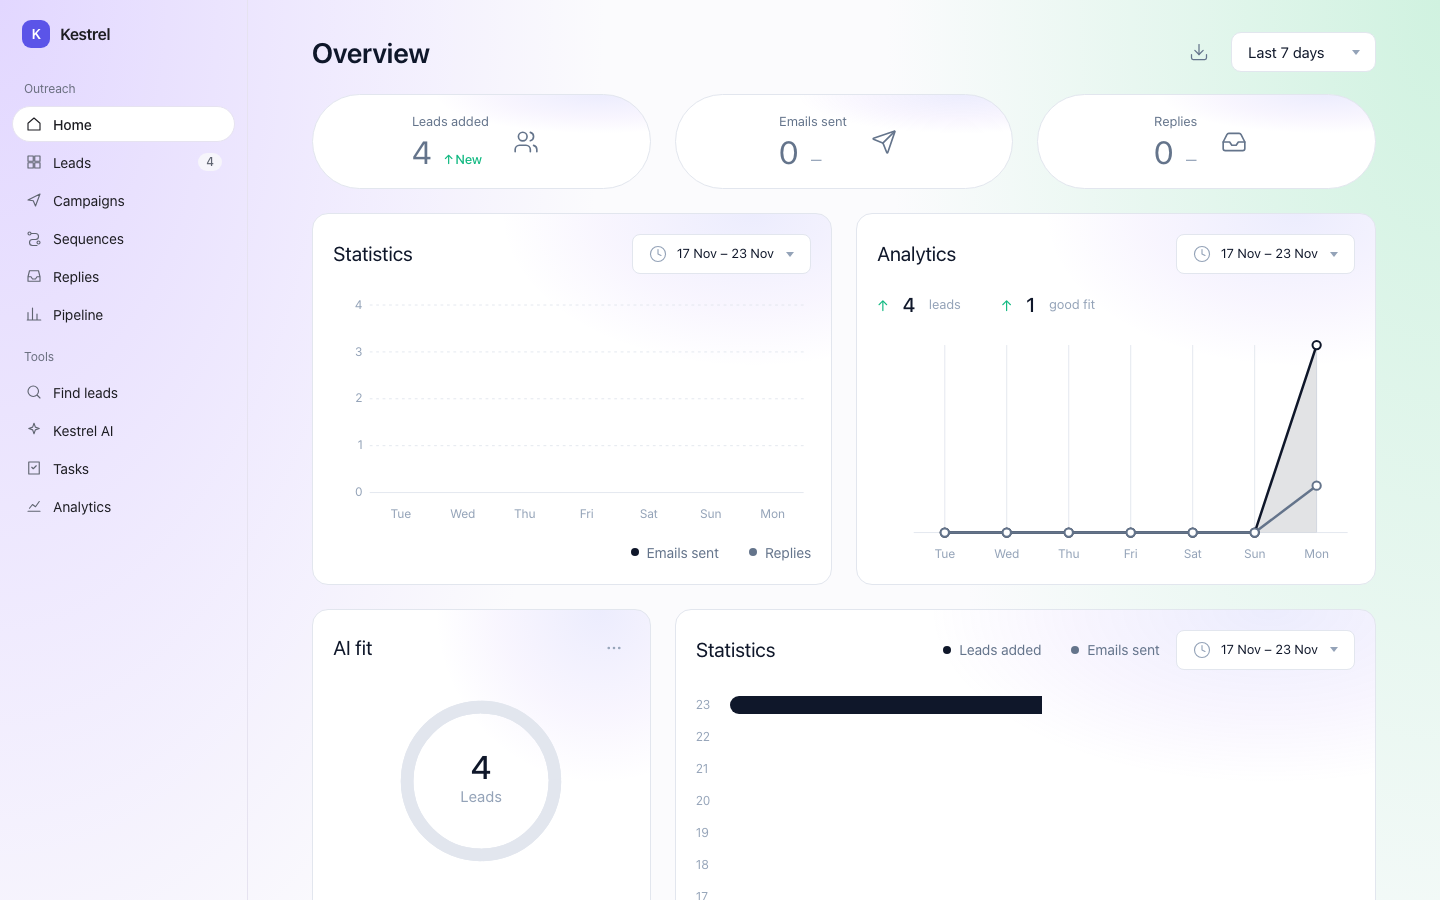 K Kestrel
Outreach
Home
Leads 4
Campaigns
Sequences
Replies
Pipeline
Tools
Find leads
Kestrel AI
Tasks
Analytics
Overview
Last 7 days
Leads added
4 ↑ New
Emails sent
0 –
Replies
0 –
Statistics
17 Nov – 23 Nov
4
3
2
1
0
Tue Wed Thu Fri Sat Sun Mon
Emails sent Replies
Analytics
17 Nov – 23 Nov
↑ 4 leads ↑ 1 good fit
Tue Wed Thu Fri Sat Sun Mon
AI fit ...
4
Leads
Statistics
Leads added Emails sent 17 Nov – 23 Nov
23
22
21
20
19
18
17